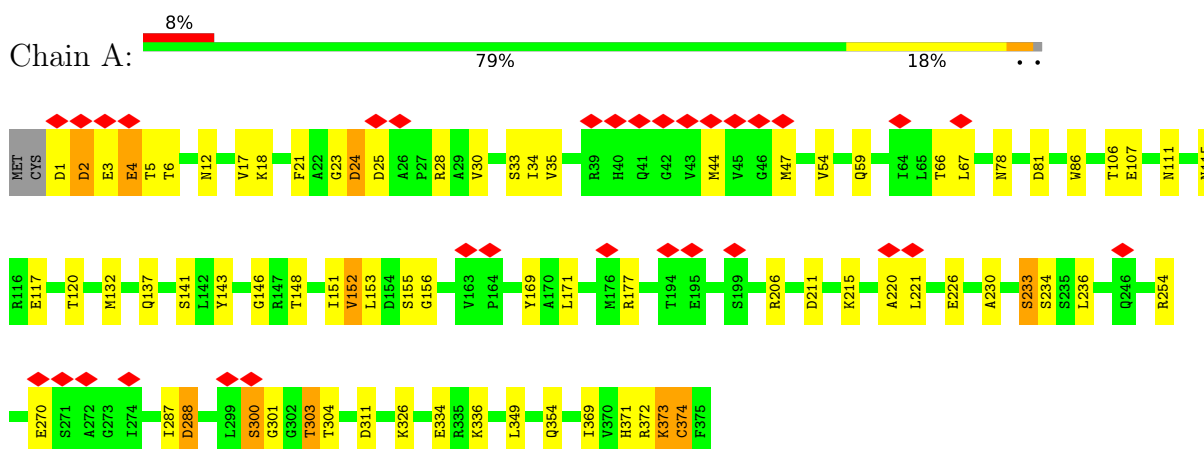 8%
Chain A:
79% 18% . .
MET CYS D1 D2 E3 E4 T5 T6 N12 V17 K18 F21 A22 G23 D24 D25 A26 P27 R28 A29 V30 S33 I34 V35 R39 H40 Q41 G42 V43 M44 V45 G46 M47 V54 Q59 I64 L65 T66 L67 N78 D81 W86 T106 E107 N111
R116 E117 T120 M132 Q137 S141 L142 Y143 G146 R147 T148 I151 V152 L153 D154 S155 G156 V163 P164 Y169 A170 L171 M176 R177 T194 E195 S199 R206 D211 K215 A220 L221 E226 A230 S233 S234 S235 L236 Q246 R254
E270 S271 A272 G273 I274 I287 D288 L299 S300 G301 G302 T303 T304 D311 K326 E334 R335 K336 L349 Q354 I369 V370 H371 R372 K373 C374 F375